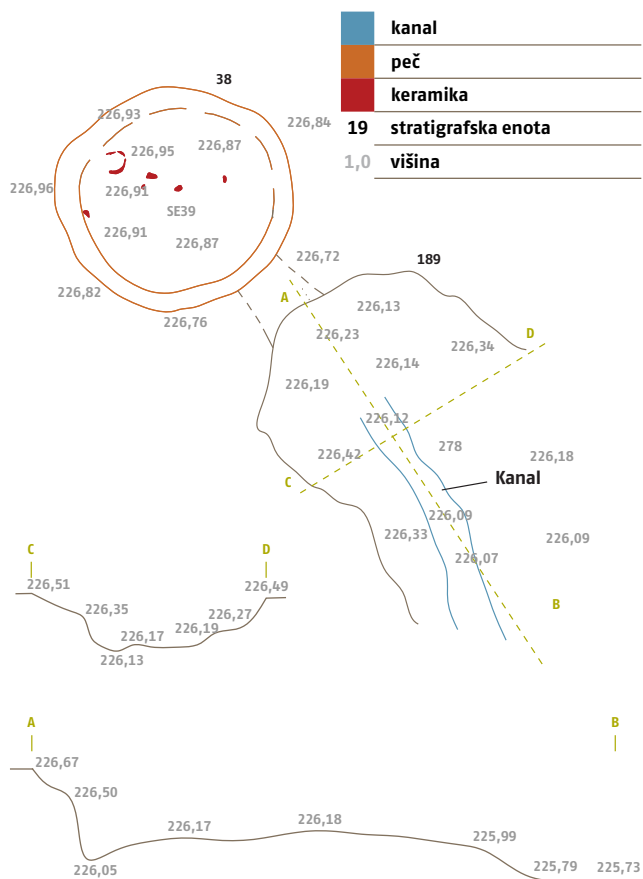 kanal
peč
keramika
19 stratigrafska enota
1,0 višina
38
226,93
226,84
226,95
226,87
226,96
226,91
SE39
226,91
226,87
226,82
226,76
226,72
189
A
226,13
226,23
D
226,34
226,14
226,19
226,12
278
226,42
226,18
Kanal
C
226,09
226,33
226,09
226,07
B
C
D
226,51
226,49
226,35
226,27
226,19
226,17
226,13
A
B
226,67
226,50
226,17
226,18
225,99
226,05
225,79
225,73